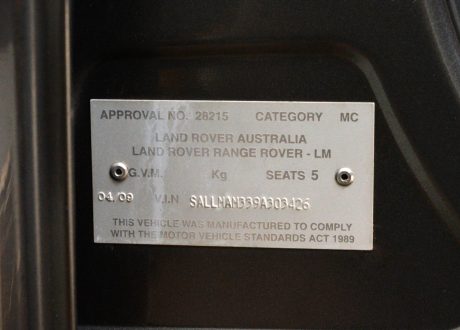 APPROVAL NO. 28215 CATEGORY MC
LAND ROVER AUSTRALIA
LAND ROVER RANGE ROVER - LM
G.V.M. Kg SEATS 5
04/09 V.I.N SALLMAM339A303426
THIS VEHICLE WAS MANUFACTURED TO COMPLY
WITH THE MOTOR VEHICLE STANDARDS ACT 1989